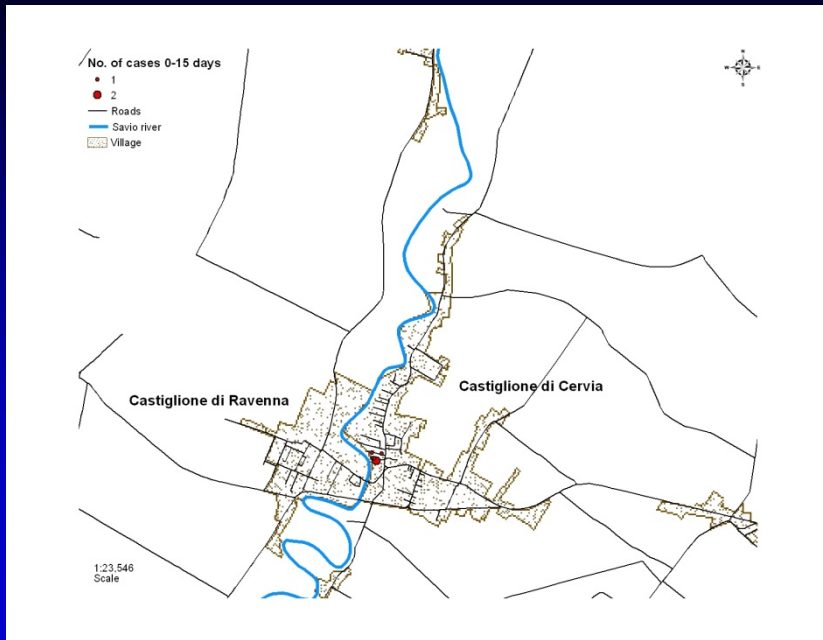 No. of cases 0-15 days
1
2
Roads
Savio river
Village
N
W E
S
Castiglione di Ravenna
Castiglione di Cervia
1:23,546
Scale